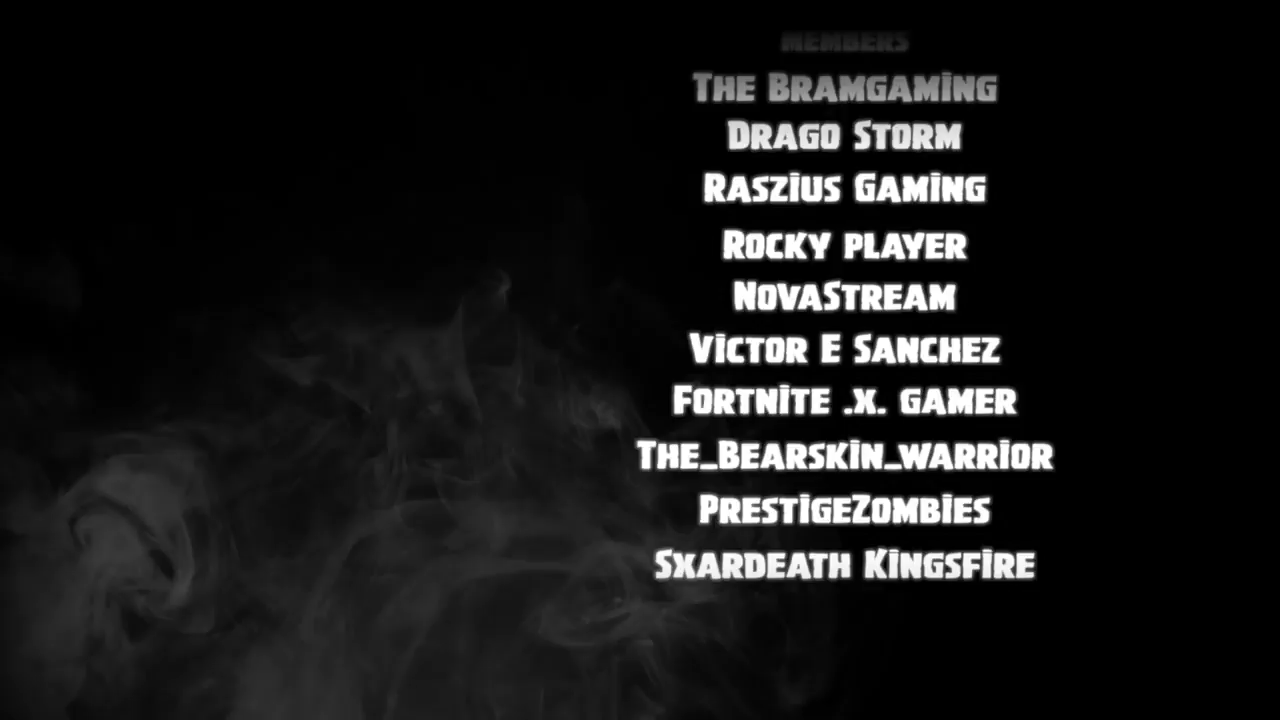 MEMBERS
The Bramgaming
Drago Storm
Raszius Gaming
Rocky player
NovaStream
Victor E Sanchez
Fortnite .x. gamer
The_Bearskin_warrior
PrestigeZombies
Sxardeath Kingsfire